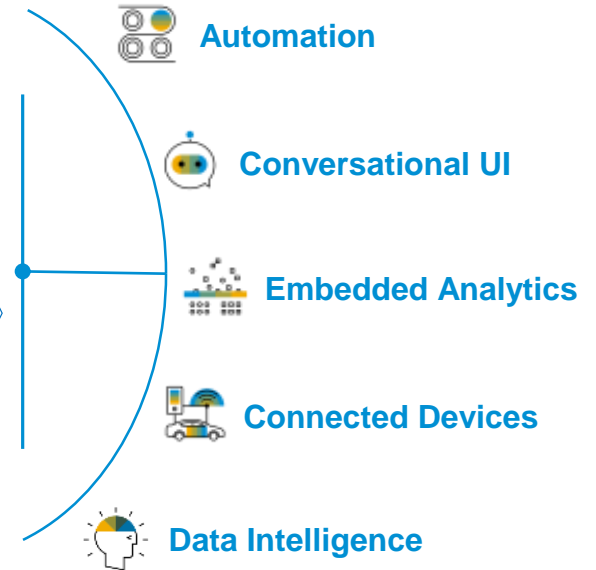 Automation
Conversational UI
Embedded Analytics
Connected Devices
Data Intelligence